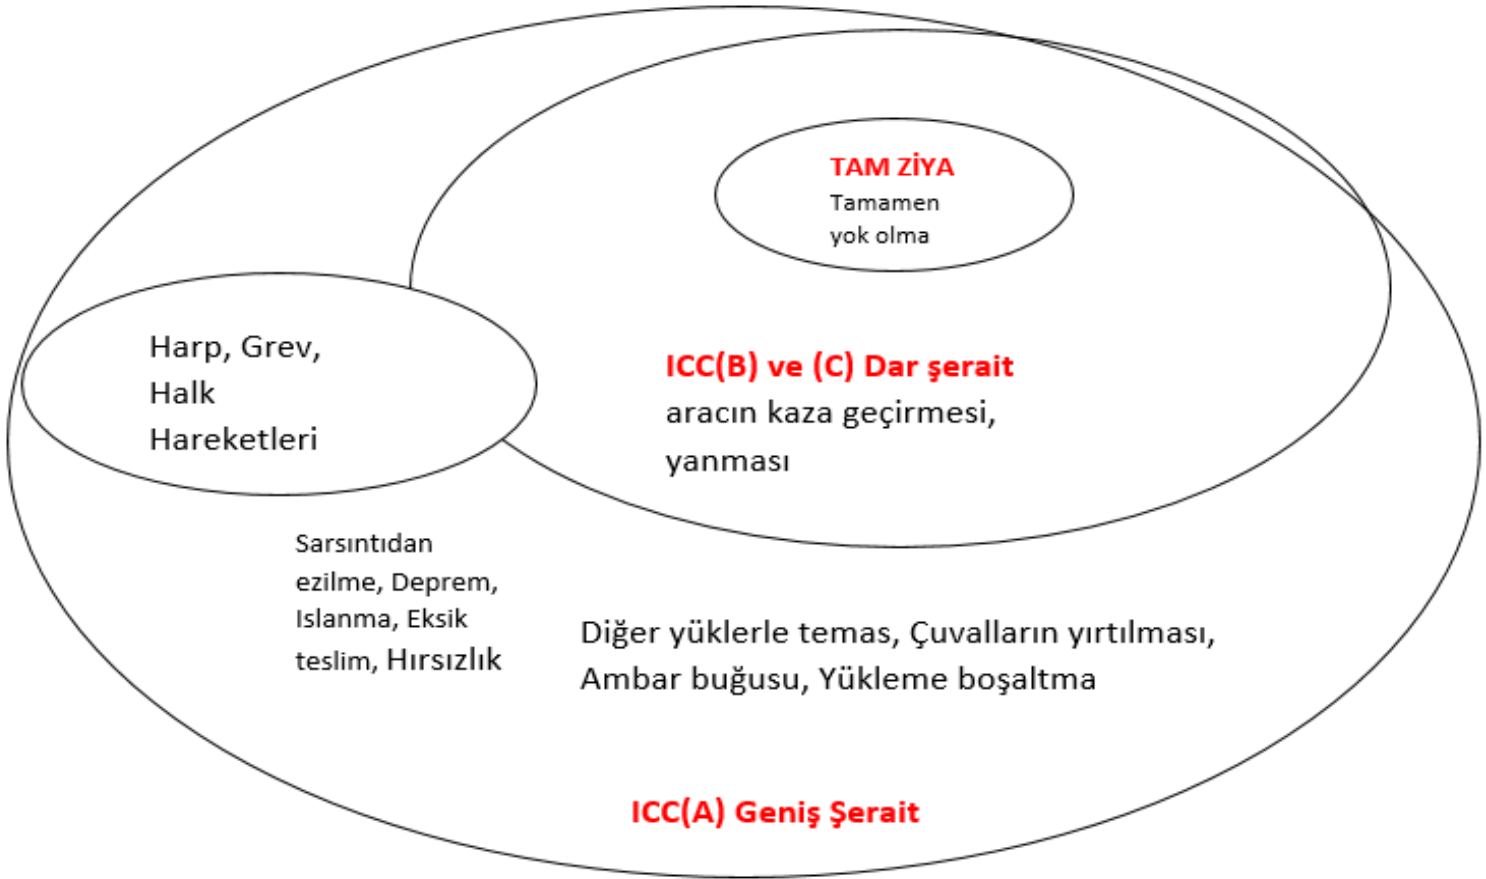 TAM ZİYA
Tamamen
yok olma
Harp, Grev,
Halk
Hareketleri
ICC(B) ve (C) Dar şerait
aracın kaza geçirmesi,
yanması
Sarsıntıdan
ezilme, Deprem,
Islanma, Eksik
teslim, Hırsızlık
Diğer yüklerle temas, Çuvalların yırtılması,
Ambar buğusu, Yükleme boşaltma
ICC(A) Geniş Şerait